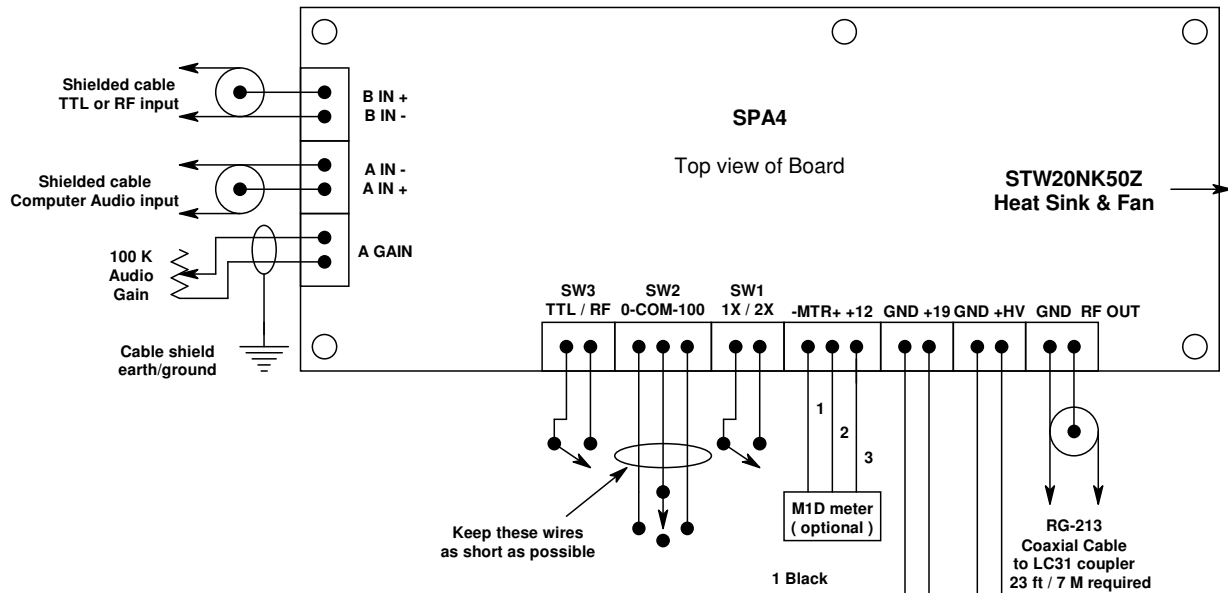 Shielded cable
TTL or RF input
B IN +
B IN -
SPA4
Top view of Board
A IN -
A IN +
Shielded cable
Computer Audio input
STW20NK50Z
Heat Sink & Fan
100 K
Audio
Gain
A GAIN
Cable shield
earth/ground
SW3
TTL / RF
SW2
0-COM-100
SW1
1X / 2X
-MTR+ +12
GND +19
GND +HV
GND RF OUT
1
2
3
Keep these wires
as short as possible
M1D meter
( optional )
1 Black
RG-213
Coaxial Cable
to LC31 coupler
23 ft / 7 M required